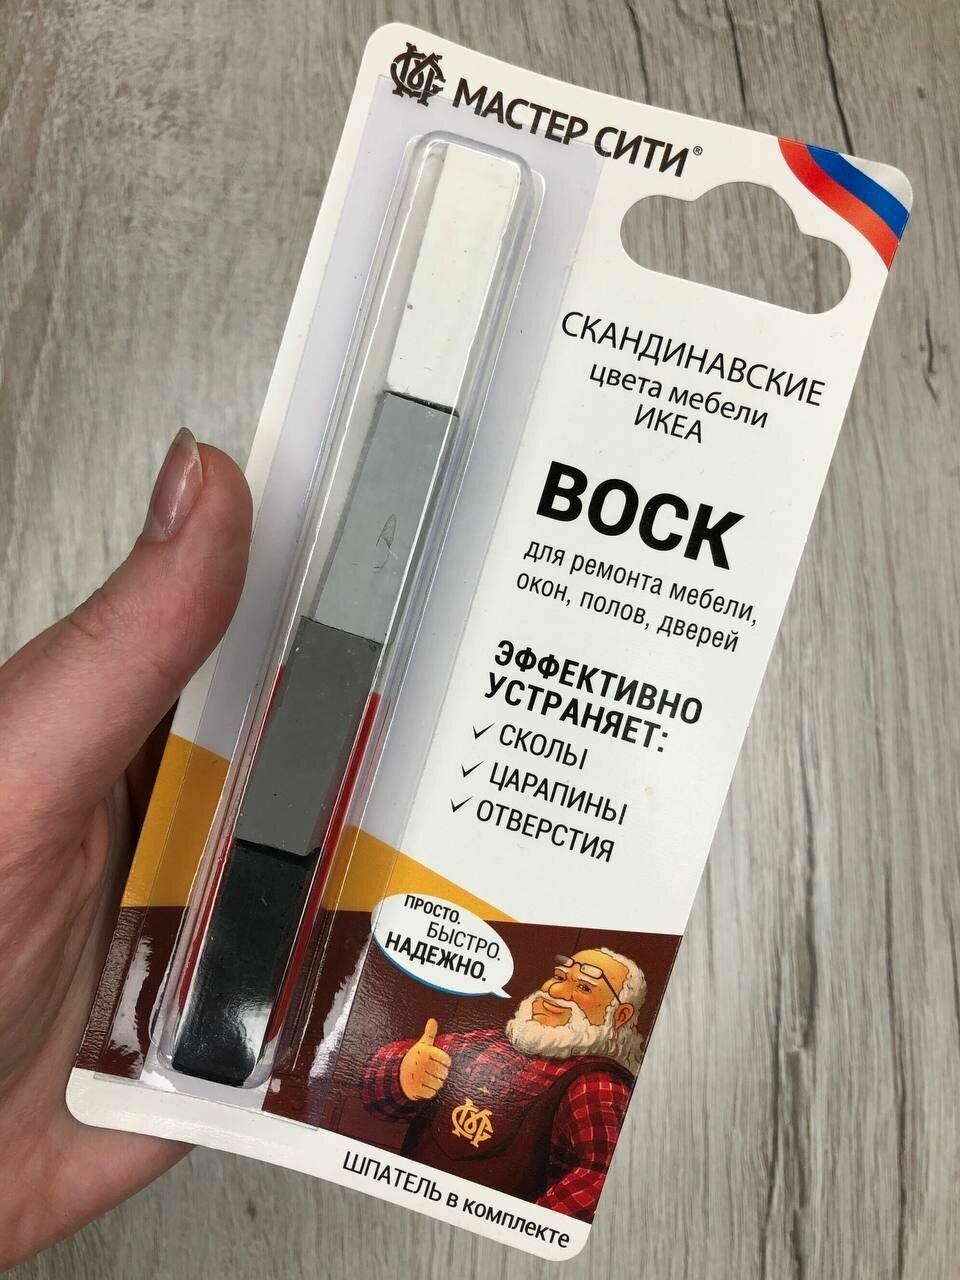 МАСТЕР СИТИ®
СКАНДИНАВСКИЕ
цвета мебели
ИКЕА
ВОСК
для ремонта мебели,
окон, полов, дверей
ЭФФЕКТИВНО
УСТРАНЯЕТ:
✓ СКОЛЫ
✓ ЦАРАПИНЫ
✓ ОТВЕРСТИЯ
ПРОСТО.
БЫСТРО.
НАДЕЖНО.
ШПАТЕЛЬ в комплекте